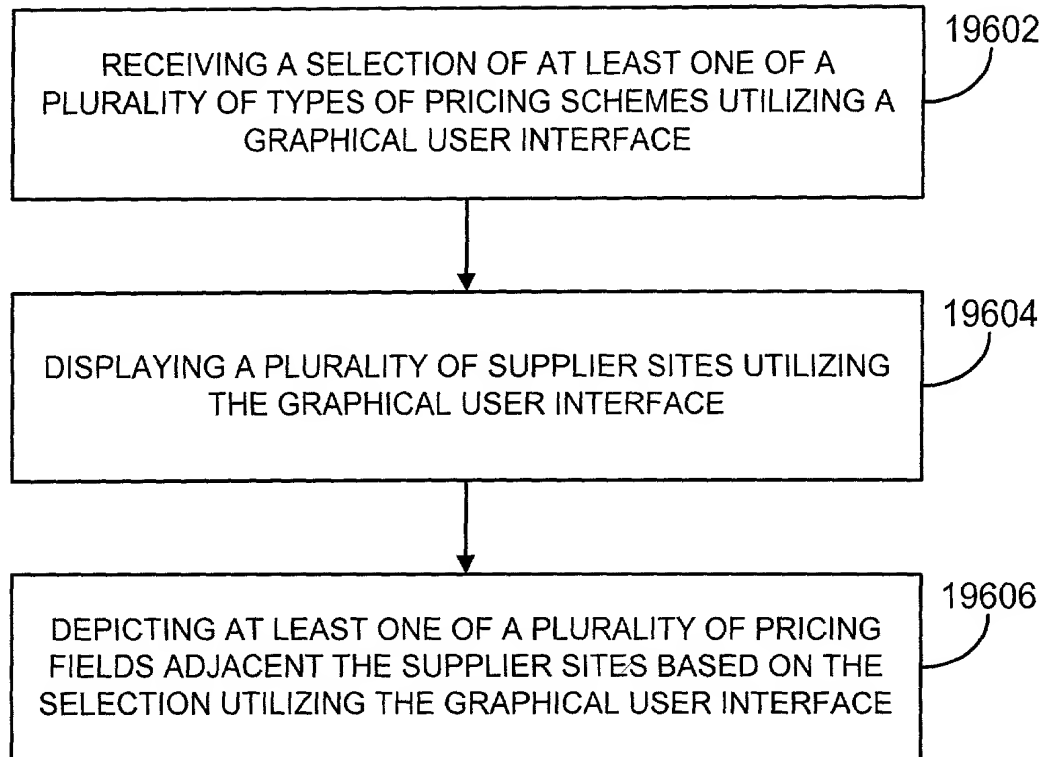 19602
RECEIVING A SELECTION OF AT LEAST ONE OF A
PLURALITY OF TYPES OF PRICING SCHEMES UTILIZING A
GRAPHICAL USER INTERFACE
19604
DISPLAYING A PLURALITY OF SUPPLIER SITES UTILIZING
THE GRAPHICAL USER INTERFACE
19606
DEPICTING AT LEAST ONE OF A PLURALITY OF PRICING
FIELDS ADJACENT THE SUPPLIER SITES BASED ON THE
SELECTION UTILIZING THE GRAPHICAL USER INTERFACE